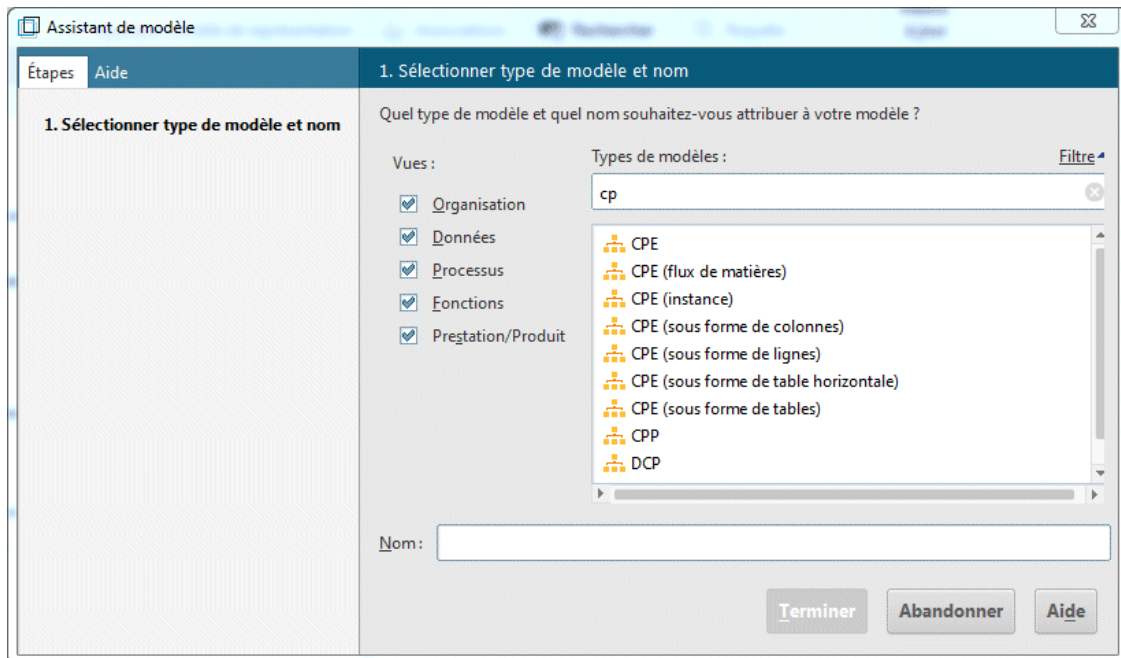 Assistant de modèle
Étapes
Aide
1. Sélectionner type de modèle et nom
1. Sélectionner type de modèle et nom
Quel type de modèle et quel nom souhaitez-vous attribuer à votre modèle ?
Vues :
Organisation
Données
Processus
Fonctions
Prestation/Produit
Types de modèles :
Filtre
cp
CPE
CPE (flux de matières)
CPE (instance)
CPE (sous forme de colonnes)
CPE (sous forme de lignes)
CPE (sous forme de table horizontale)
CPE (sous forme de tables)
CPP
DCP
Nom :
Terminer
Abandonner
Aide